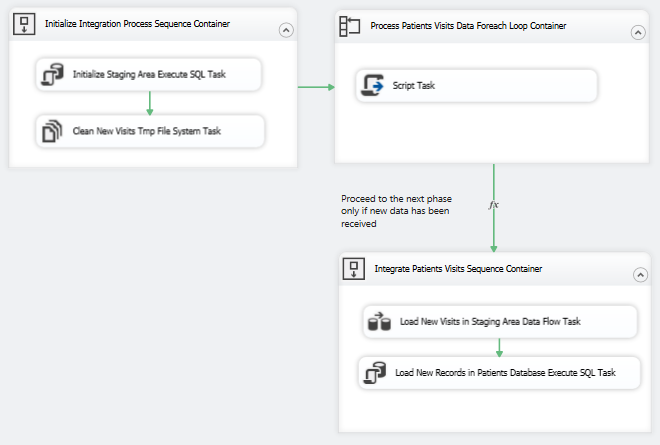 Initialize Integration Process Sequence Container
Initialize Staging Area Execute SQL Task
Clean New Visits Tmp File System Task
Process Patients Visits Data Foreach Loop Container
Script Task
Proceed to the next phase
only if new data has been
received
fx
Integrate Patients Visits Sequence Container
Load New Visits in Staging Area Data Flow Task
Load New Records in Patients Database Execute SQL Task